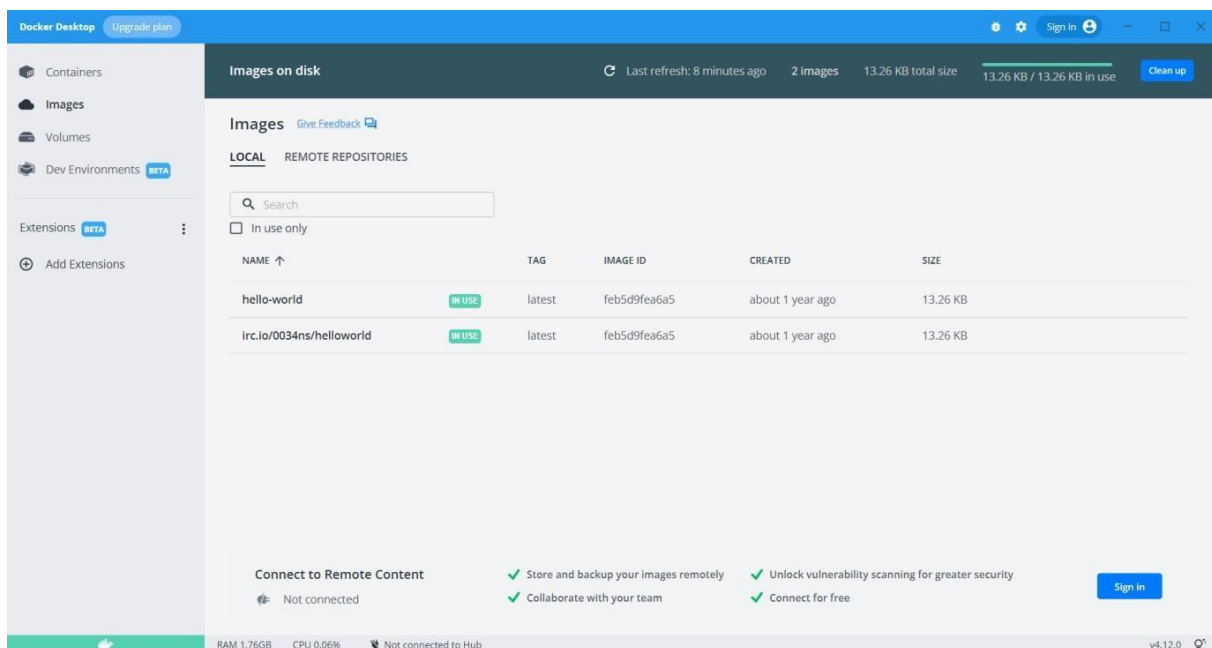 Docker Desktop Upgrade plan Sign in
Containers
Images
Volumes
Dev Environments BETA
Extensions BETA
Add Extensions
Images on disk Last refresh: 8 minutes ago 2 images 13.26 KB total size 13.26 KB / 13.26 KB in use Clean up
Images Give Feedback
LOCAL REMOTE REPOSITORIES
Search
In use only
NAME TAG IMAGE ID CREATED SIZE
hello-world IN USE latest feb5d9fea6a5 about 1 year ago 13.26 KB
irc.io/0034ns/helloworld IN USE latest feb5d9fea6a5 about 1 year ago 13.26 KB
Connect to Remote Content
Not connected
Store and backup your images remotely
Collaborate with your team
Unlock vulnerability scanning for greater security
Connect for free
Sign in
RAM 1.76GB CPU 0.06% Not connected to Hub v4.12.0